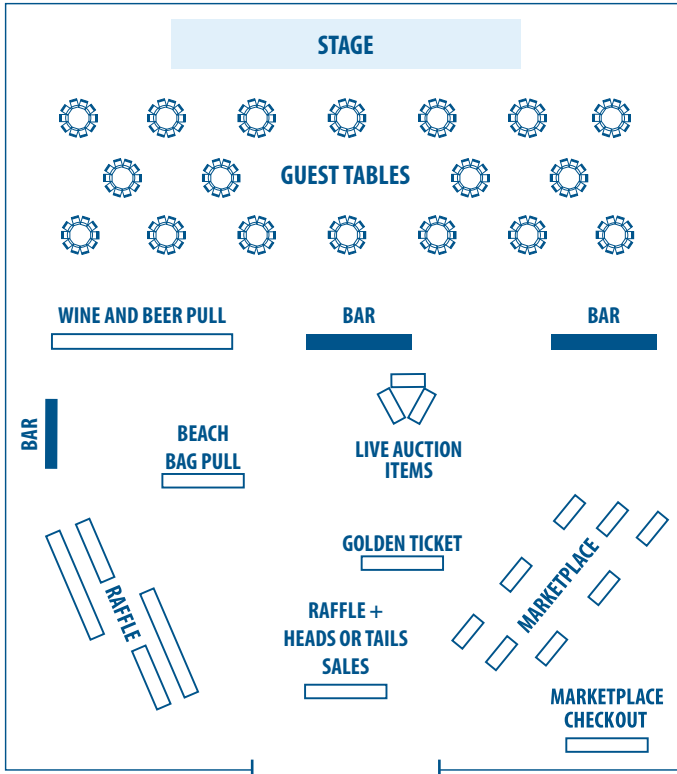 STAGE
GUEST TABLES
WINE AND BEER PULL
BAR
BAR
BAR
BEACH
BAG PULL
LIVE AUCTION
ITEMS
GOLDEN TICKET
MARKETPLACE
RAFFLE
RAFFLE +
HEADS OR TAILS
SALES
MARKETPLACE
CHECKOUT